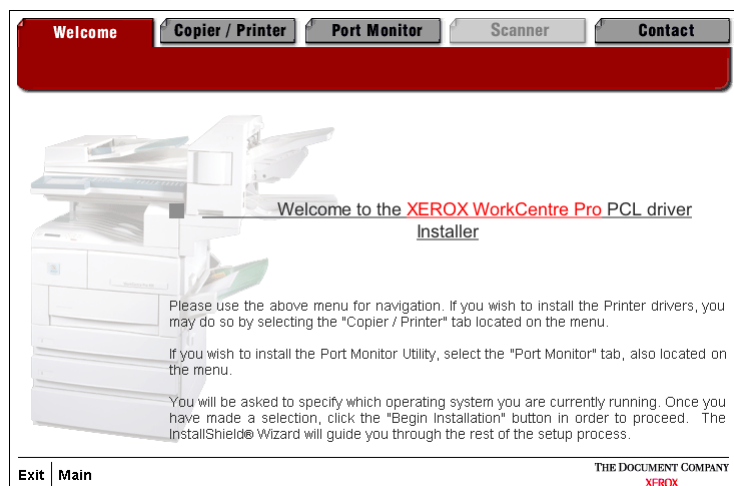 Welcome
Copier / Printer
Port Monitor
Scanner
Contact
Welcome to the XEROX WorkCentre Pro PCL driver
Installer
Please use the above menu for navigation. If you wish to install the Printer drivers, you
may do so by selecting the "Copier / Printer" tab located on the menu.
If you wish to install the Port Monitor Utility, select the "Port Monitor" tab, also located on
the menu.
You will be asked to specify which operating system you are currently running. Once you
have made a selection, click the "Begin Installation" button in order to proceed. The
InstallShield® Wizard will guide you through the rest of the setup process.
Exit | Main
THE DOCUMENT COMPANY
XEROX